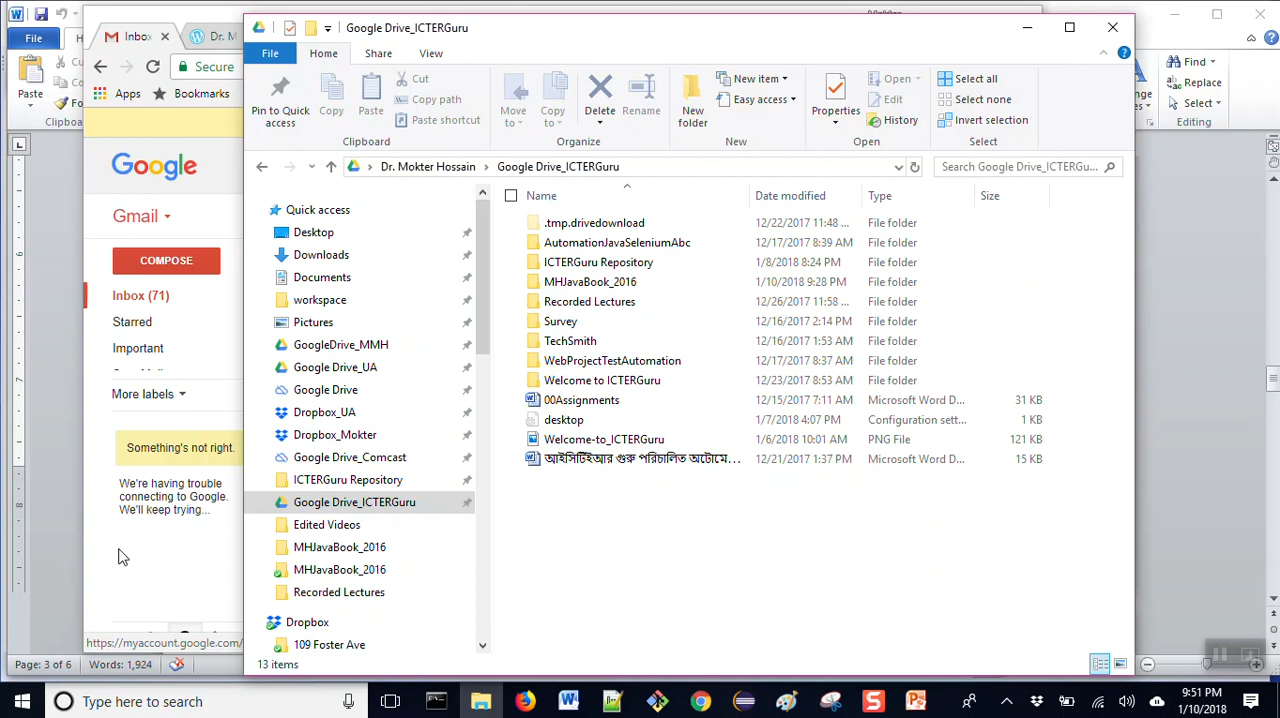 Google Drive_ICTERGuru
File
Home
Share
View
Pin to Quick access
Copy
Paste
Cut
Copy path
Paste shortcut
Clipboard
Move to
Copy to
Delete
Rename
Organize
New folder
New item
Easy access
New
Properties
Open
Edit
History
Open
Select all
Select none
Invert selection
Select
Dr. Mokter Hossain
Google Drive_ICTERGuru
Search Google Drive_ICTERGu...
Quick access
Desktop
Downloads
Documents
workspace
Pictures
GoogleDrive_MMH
Google Drive_UA
Google Drive
Dropbox_UA
Dropbox_Mokter
Google Drive_Comcast
ICTERGuru Repository
Google Drive_ICTERGuru
Edited Videos
MHJavaBook_2016
MHJavaBook_2016
Recorded Lectures
Dropbox
109 Foster Ave
Name Date modified Type Size
.tmp.drivedownload 12/22/2017 11:48 ... File folder
AutomationJavaSeleniumAbc 12/17/2017 8:39 AM File folder
ICTERGuru Repository 1/8/2018 8:24 PM File folder
MHJavaBook_2016 1/10/2018 9:28 PM File folder
Recorded Lectures 12/26/2017 11:58 ... File folder
Survey 12/16/2017 2:14 PM File folder
TechSmith 12/16/2017 1:53 AM File folder
WebProjectTestAutomation 12/17/2017 8:37 AM File folder
Welcome to ICTERGuru 12/23/2017 8:53 AM File folder
00Assignments 12/15/2017 7:11 AM Microsoft Word D... 31 KB
desktop 1/7/2018 4:07 PM Configuration sett... 1 KB
Welcome-to_ICTERGuru 1/6/2018 10:01 AM PNG File 121 KB
আইসিটিইআর গুরু পরিচালিত অটোমে... 12/21/2017 1:37 PM Microsoft Word D... 15 KB
13 items
File
Paste
Clipboa
Inbox
Dr. M
Secure
Apps
Bookmarks
Google
Gmail
COMPOSE
Inbox (71)
Starred
Important
More labels
Something's not right.
We're having trouble
connecting to Google.
We'll keep trying...
https://myaccount.google.com/
Find
Replace
Select
Editing
Page: 3 of 6
Words: 1,924
Type here to search
9:51 PM
1/10/2018